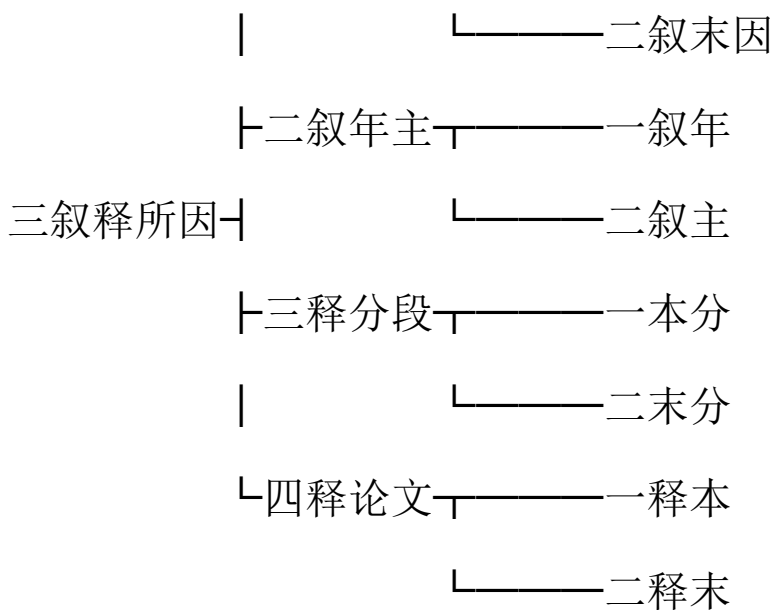 二叙末因
二叙年主 一叙年
三叙释所因 二叙主
三释分段 一本分
二末分
四释论文 一释本
二释末